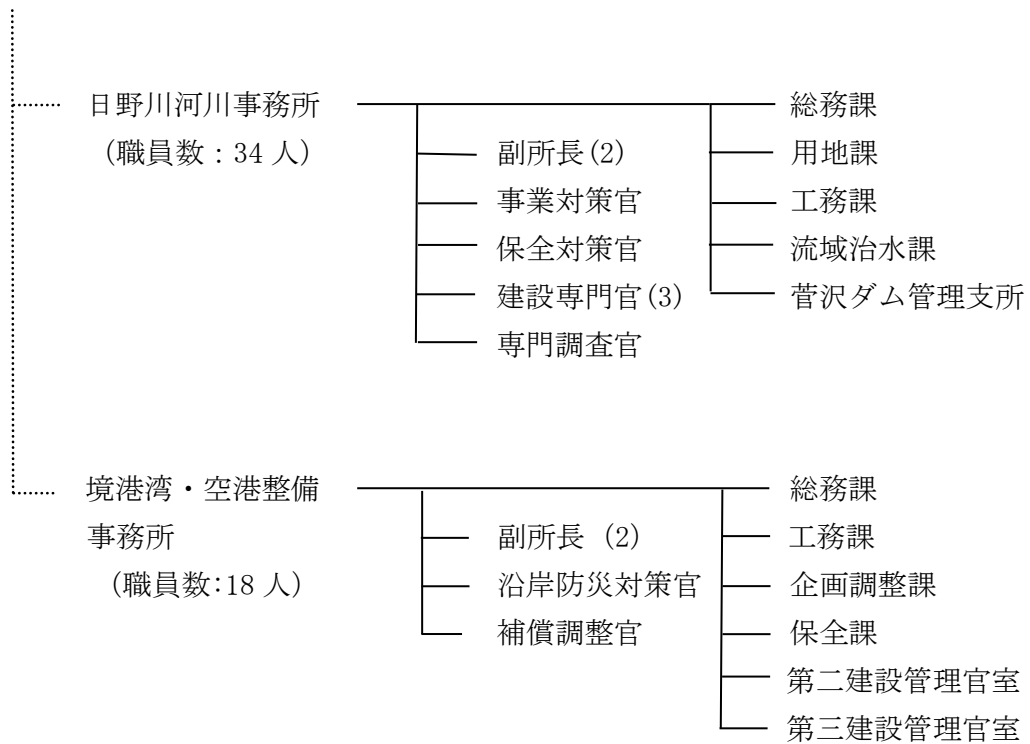 日野川河川事務所 総務課
(職員数:34 人) 副所長(2) 用地課
事業対策官 工務課
保全対策官 流域治水課
建設専門官(3) 菅沢ダム管理支所
専門調査官
境港湾・空港整備 総務課
事務所 副所長 (2) 工務課
(職員数:18 人) 沿岸防災対策官 企画調整課
補償調整官 保全課
第二建設管理官室
第三建設管理官室